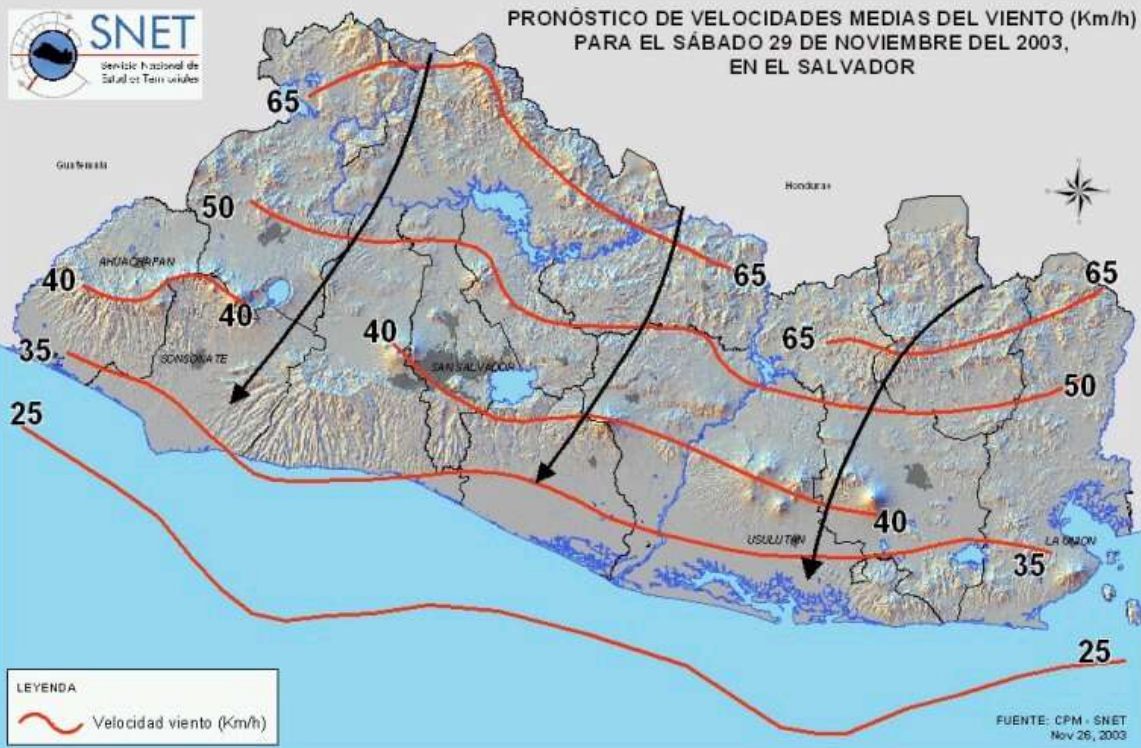 SNET
Servicio Nacional de
Estudios Territoriales
PRONÓSTICO DE VELOCIDADES MEDIAS DEL VIENTO (Km/h)
PARA EL SÁBADO 29 DE NOVIEMBRE DEL 2003,
EN EL SALVADOR
65
Guatemala
Honduras
50
AHUACHAPAN
40
65
65
40
40
65
35
SONSONATE
SAN SALVADOR
50
25
40
USULUTAN
LA UNION
35
25
LEYENDA
Velocidad viento (Km/h)
FUENTE: CPM - SNET
Nov 26, 2003